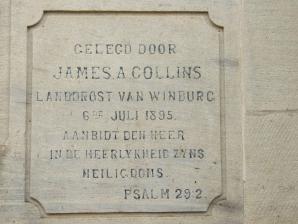 GELEGD DOOR
JAMES. A. COLLINS
LANDDROST VAN WINBURG
6DE JULI 1895.
AANBIDT DEN HEER
IN DE HEERLYKHEID ZYNS
HEILIGDOMS.
PSALM 29:2.